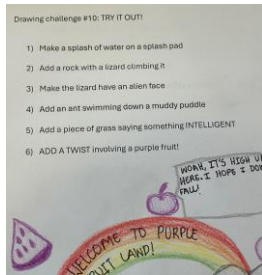 Drawing challenge #10: TRY IT OUT!
1) Make a splash of water on a splash pad
2) Add a rock with a lizard climbing it
3) Make the lizard have an alien face
4) Add an ant swimming down a muddy puddle
5) Add a piece of grass saying something INTELLIGENT
6) ADD A TWIST involving a purple fruit!
WOAH, IT'S HIGH
HERE. I HOPE I
FALL!
WELCOME TO PURPLE
LAND!